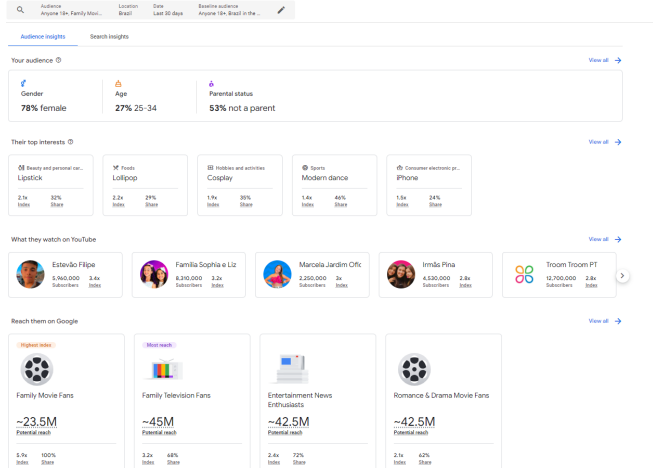 Audience Location Date Baseline audience
Anyone 18+, Family Movi... Brazil Last 30 days Anyone 18+, Brazil in the ...
Audience insights Search insights
Your audience View all
Gender Age Parental status
78% female 27% 25-34 53% not a parent
Their top interests View all
Beauty and personal car... Foods Hobbies and activities Sports Consumer electronic pr...
Lipstick Lollipop Cosplay Modern dance iPhone
2.1x 32% 2.2x 29% 1.9x 35% 1.4x 46% 1.5x 24%
Index Share Index Share Index Share Index Share Index Share
What they watch on YouTube View all
Estevão Filipe Família Sophia e Liz Marcela Jardim Ofic Irmãs Pina Troom Troom PT
5,960,000 3.4x 8,310,000 3.2x 2,250,000 3x 4,530,000 2.8x 12,700,000 2.8x
Subscribers Index Subscribers Index Subscribers Index Subscribers Index Subscribers Index
Reach them on Google View all
Highest index Most reach
Family Movie Fans Family Television Fans Entertainment News Enthusiasts Romance & Drama Movie Fans
~23.5M ~45M ~42.5M ~42.5M
Potential reach Potential reach Potential reach Potential reach
5.9x 100% 3.2x 68% 2.4x 72% 2.1x 62%
Index Share Index Share Index Share Index Share